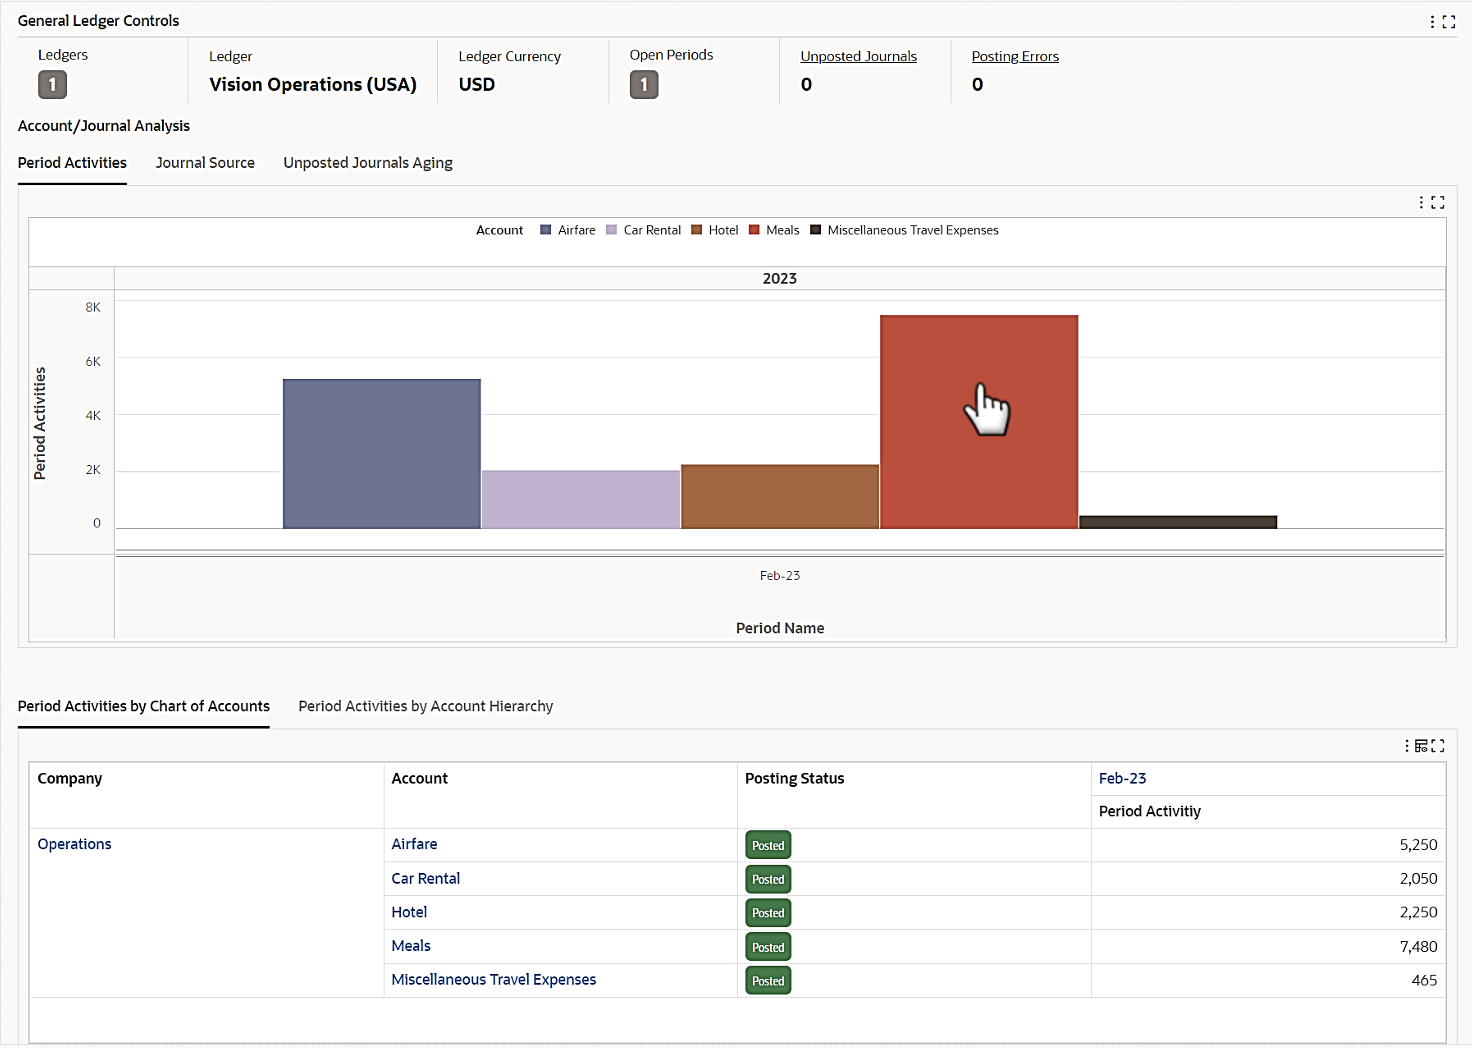 General Ledger Controls
Ledgers Ledger Ledger Currency Open Periods Unposted Journals Posting Errors
1 Vision Operations (USA) USD 1 0 0
Account/Journal Analysis
Period Activities Journal Source Unposted Journals Aging
Account Airfare Car Rental Hotel Meals Miscellaneous Travel Expenses
2023
8K
6K
4K
2K
0
Period Activities
Feb-23
Period Name
Period Activities by Chart of Accounts Period Activities by Account Hierarchy
Company Account Posting Status Feb-23
Period Activitiy
Operations Airfare Posted 5,250
Car Rental Posted 2,050
Hotel Posted 2,250
Meals Posted 7,480
Miscellaneous Travel Expenses Posted 465